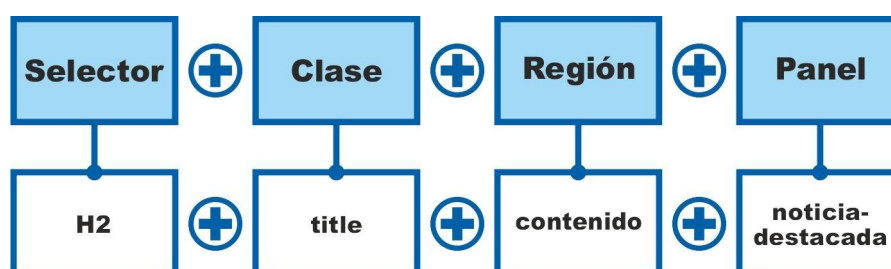 Selector
Clase
Región
Panel
H2
title
contenido
noticia-
destacada